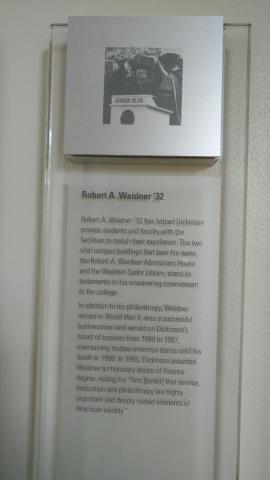 DICKINSON COLLEGE
Robert A. Waidner '32
Robert A. Waidner '32 has helped Dickinson
provide students and faculty with the
facilities to match their excellence. The two
vital campus buildings that bear his name,
the Robert A. Waidner Admissions House
and the Waidner-Spahr Library, stand as
testaments to his unwavering commitment
to the college.
In addition to his philanthropy, Waidner
served in World War II, was a successful
businessman and served on Dickinson's
board of trustees from 1948 to 1997,
maintaining trustee-emeritus status until his
death in 1999. In 1995, Dickinson awarded
Waidner an honorary doctor of finance
degree, noting his "firm [belief] that service,
dedication and philanthropy are highly
important and deeply rooted elements of
American society."